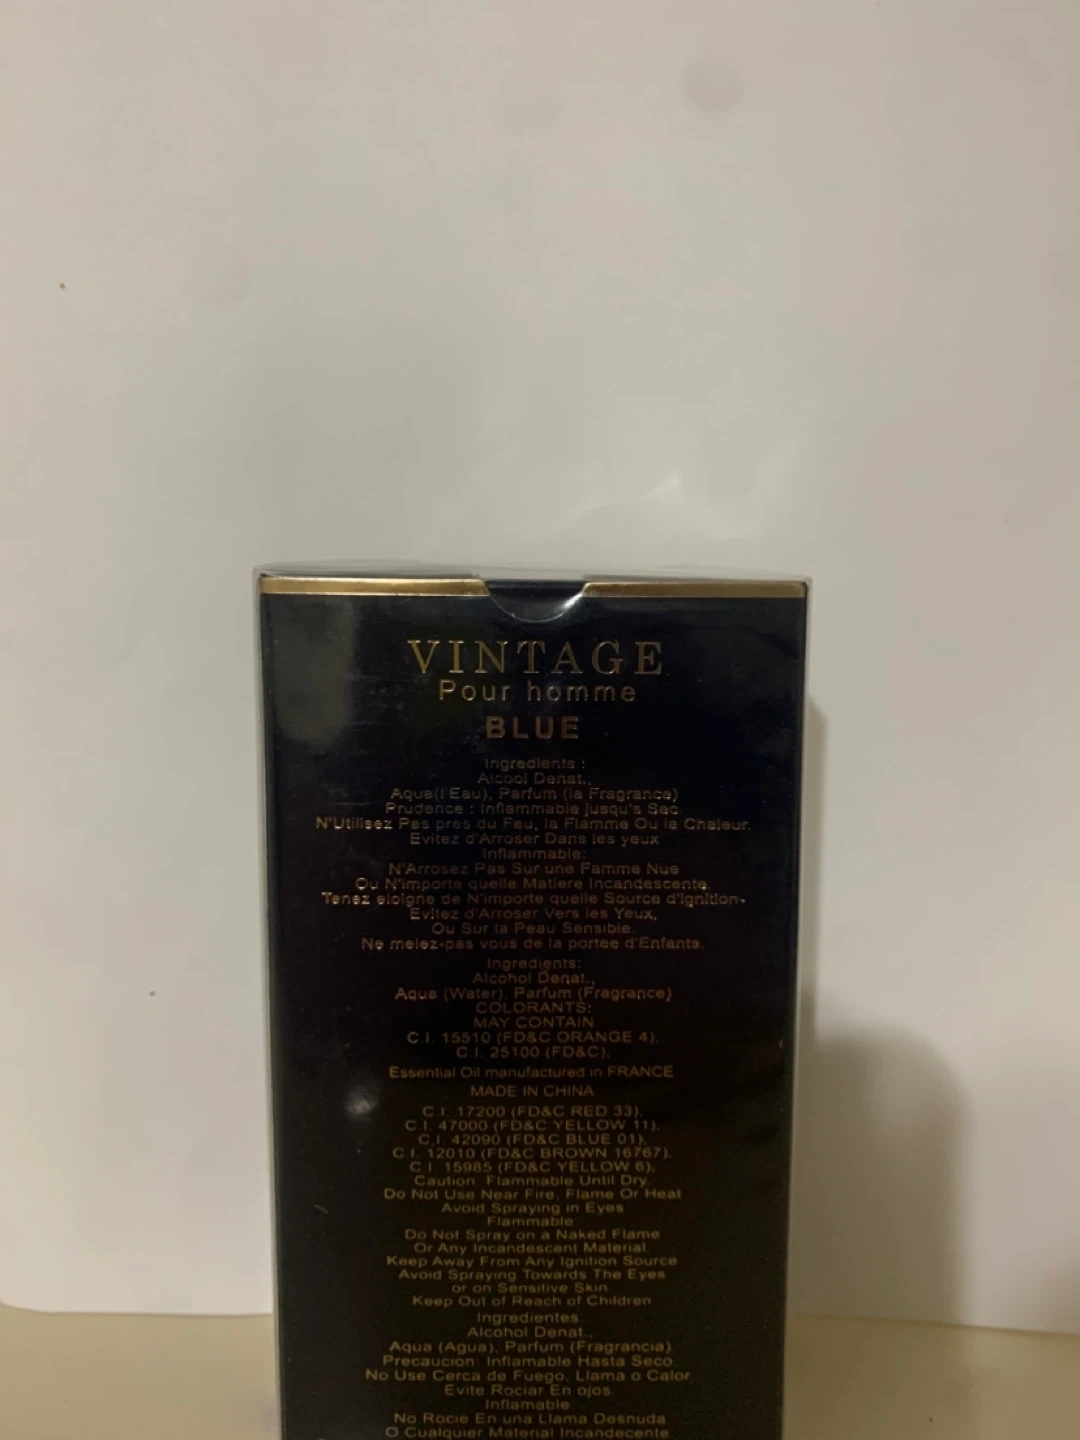 VINTAGE
Pour homme
BLUE
Ingredients :
Alcool Denat.,
Aqua(l Eau), Parfum (la Fragrance)
Prudence : Inflammable jusqu's Sec.
N'Utilisez Pas pres du Feu, la Flamme Ou la Chaleur.
Evitez d'Arroser Dans les yeux
Inflammable:
N'Arrosez Pas Sur une Famme Nue
Ou N'importe quelle Matiere Incandescente.
Tenez eloigne de N'importe quelle Source d'Ignition-
Evitez d'Arroser Vers les Yeux,
Ou Sur la Peau Sensible.
Ne melez-pas vous de la portee d'Enfants.
Ingredients:
Alcohol Denat.,
Aqua (Water), Parfum (Fragrance)
COLORANTS:
MAY CONTAIN
C.I. 15510 (FD&C ORANGE 4),
C.I. 25100 (FD&C),
Essential Oil manufactured in FRANCE
MADE IN CHINA
C.I. 17200 (FD&C RED 33),
C.I. 47000 (FD&C YELLOW 11),
C.I. 42090 (FD&C BLUE 01),
C.I. 12010 (FD&C BROWN 16767),
C.I. 15985 (FD&C YELLOW 6),
Caution: Flammable Until Dry.
Do Not Use Near Fire, Flame Or Heat
Avoid Spraying in Eyes
Flammable:
Do Not Spray on a Naked Flame
Or Any Incandescent Material.
Keep Away From Any Ignition Source
Avoid Spraying Towards The Eyes
or on Sensitive Skin.
Keep Out of Reach of Children
Ingredientes
Alcohol Denat.,
Aqua (Agua), Parfum (Fragrancia)
Precaucion: Inflamable Hasta Seco.
No Use Cerca de Fuego, Llama o Calor
Evite Rociar En ojos.
Inflamable.
No Rocie En una Llama Desnuda
O Cualquier Material Incandecente